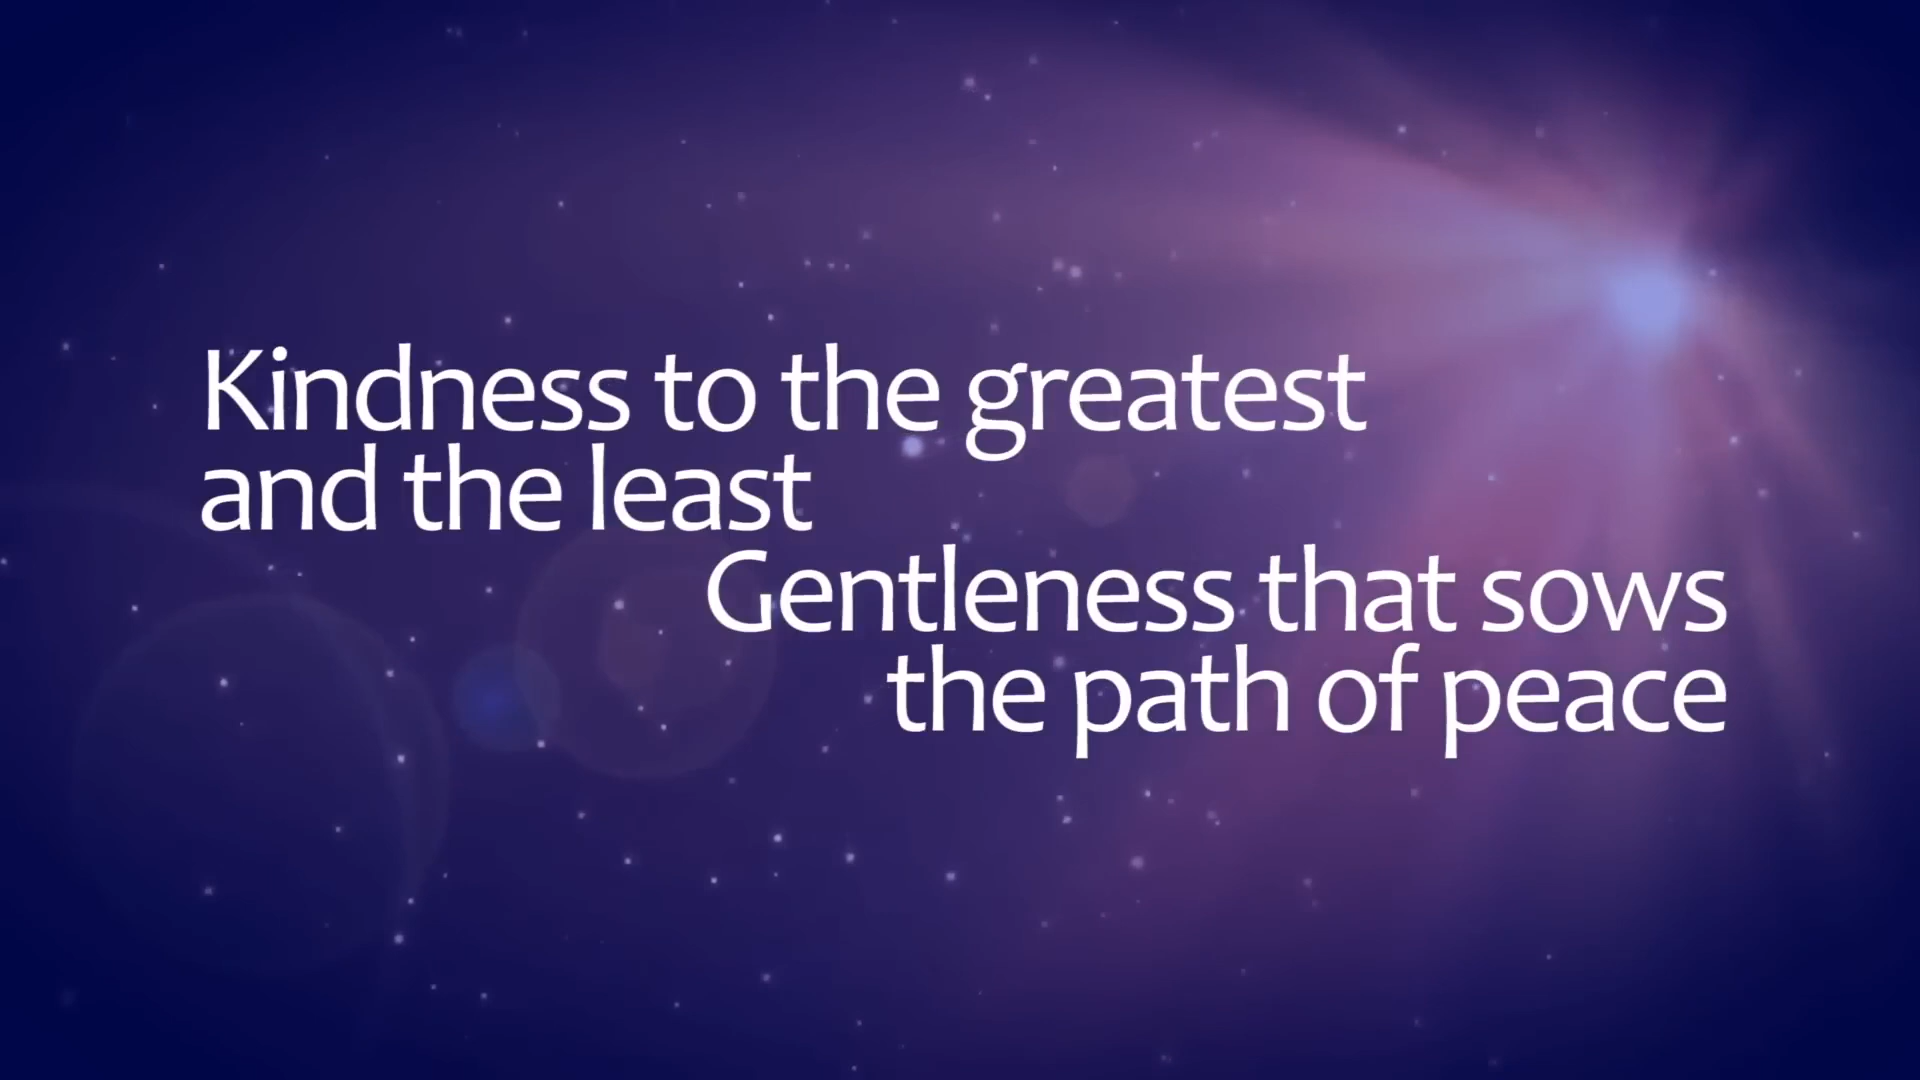 Kindness to the greatest
and the least
Gentleness that sows
the path of peace